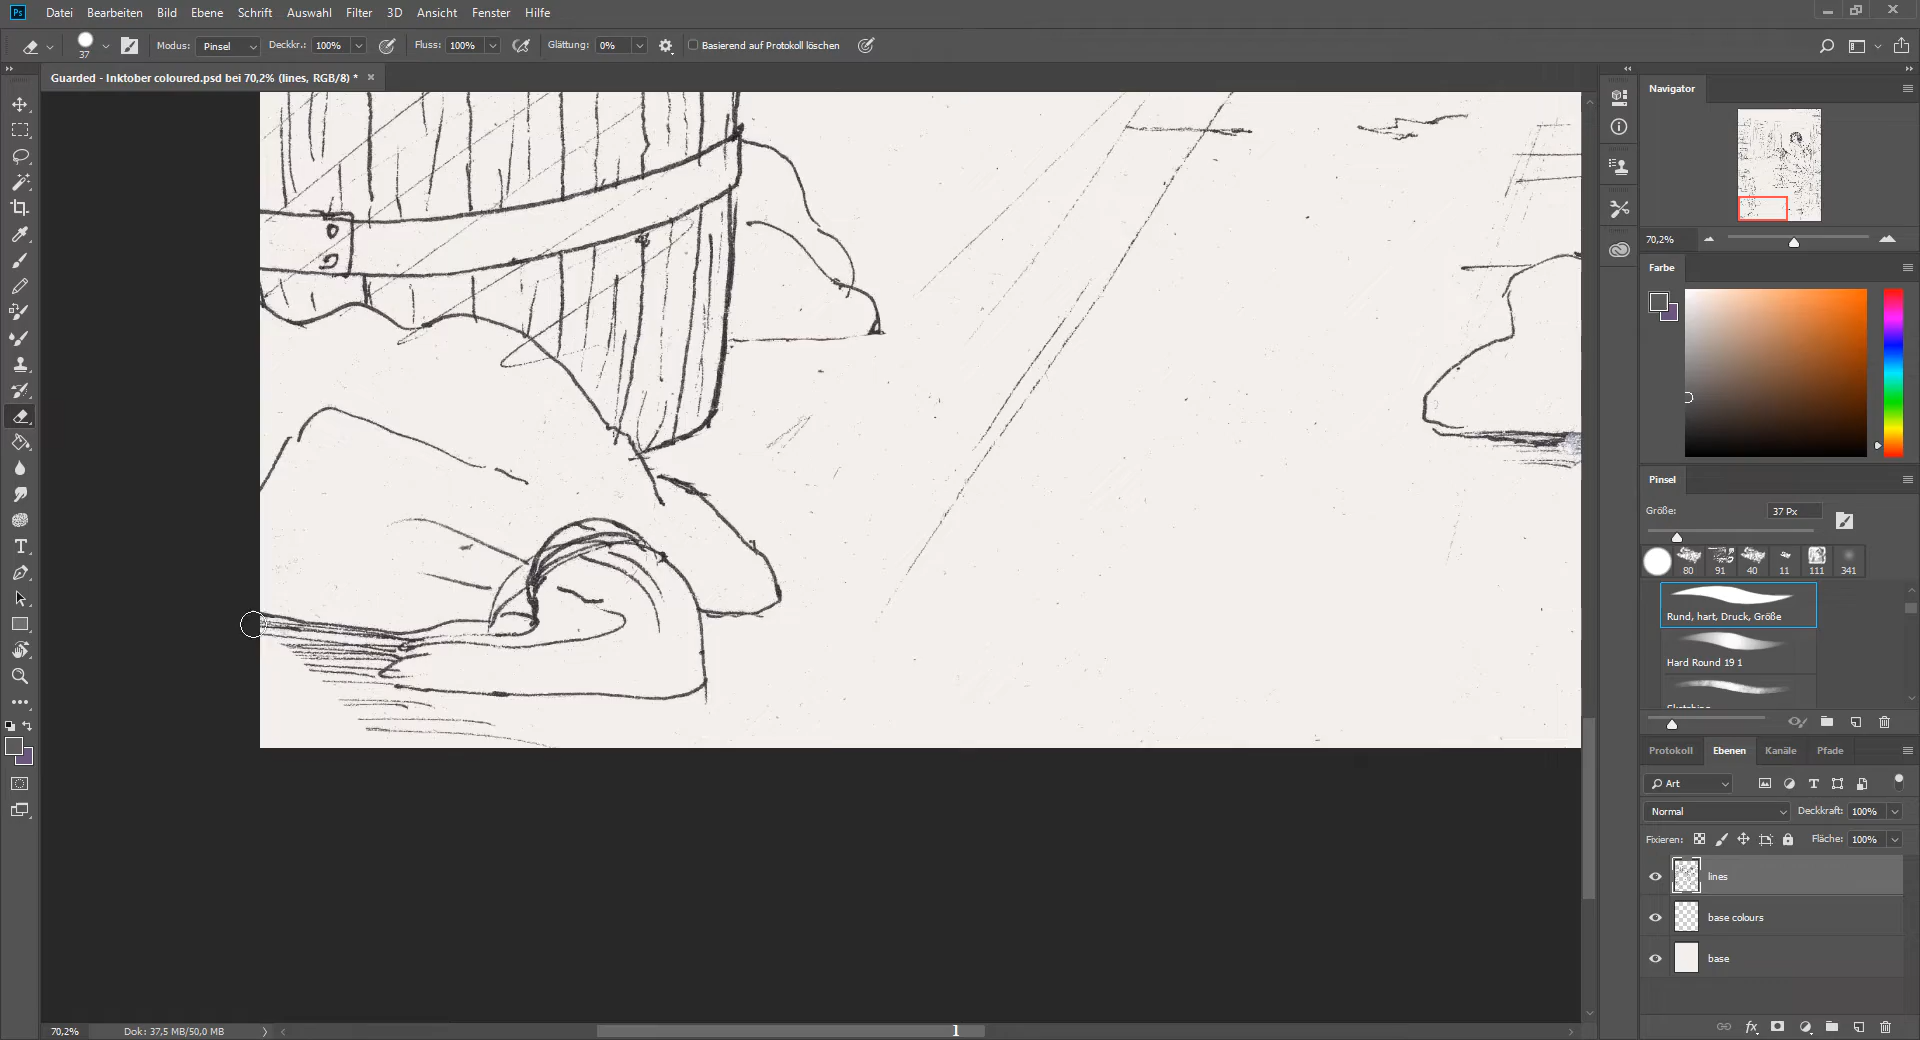 Ps Datei Bearbeiten Bild Ebene Schrift Auswahl Filter 3D Ansicht Fenster Hilfe
37 Modus: Pinsel Deckkr.: 100% Fluss: 100% Glättung: 0% Basierend auf Protokoll löschen
Guarded - Inktober coloured.psd bei 70,2% (lines, RGB/8) * ×
Navigator
70,2%
Farbe
Pinsel
Größe: 37 Px
80 91 40 11 111 341
Rund, hart, Druck, Größe
Hard Round 19 1
Protokoll Ebenen Kanäle Pfade
Art
Normal Deckkraft: 100%
Fixieren: Fläche: 100%
lines
base colours
base
70,2% Dok: 37,5 MB/50,0 MB